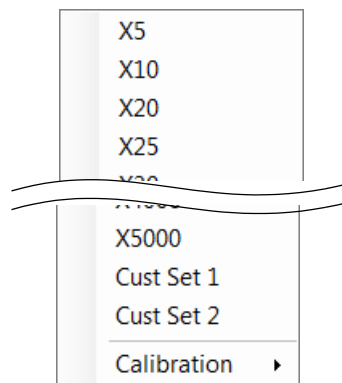 X5
X10
X20
X25
X5000
Cust Set 1
Cust Set 2
Calibration